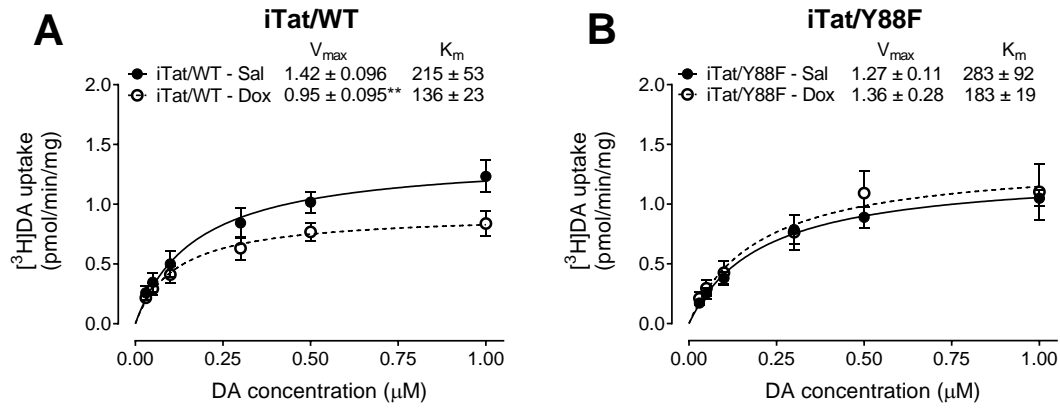 A
iTat/WT
Vmax Km
iTat/WT - Sal 1.42 ± 0.096 215 ± 53
iTat/WT - Dox 0.95 ± 0.095** 136 ± 23
2.0
1.5
1.0
0.5
0.0
[³H]DA uptake
(pmol/min/mg)
0.00 0.25 0.50 0.75 1.00
DA concentration (μM)
B
iTat/Y88F
Vmax Km
iTat/Y88F - Sal 1.27 ± 0.11 283 ± 92
iTat/Y88F - Dox 1.36 ± 0.28 183 ± 19
2.0
1.5
1.0
0.5
0.0
[³H]DA uptake
(pmol/min/mg)
0.00 0.25 0.50 0.75 1.00
DA concentration (μM)